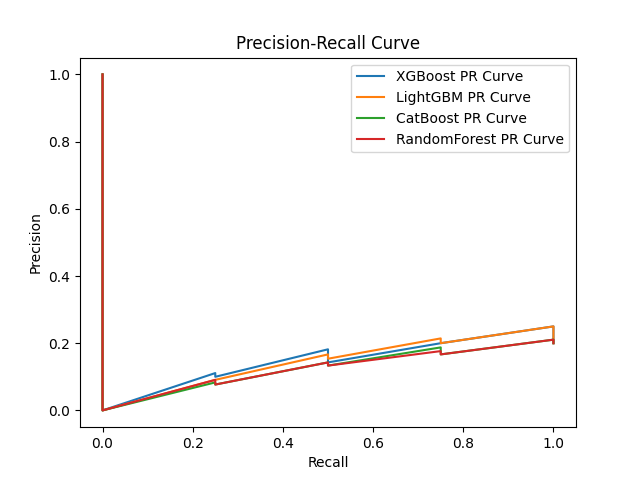 Precision-Recall Curve
XGBoost PR Curve
LightGBM PR Curve
CatBoost PR Curve
RandomForest PR Curve
Precision
1.0
0.8
0.6
0.4
0.2
0.0
0.0 0.2 0.4 0.6 0.8 1.0
Recall